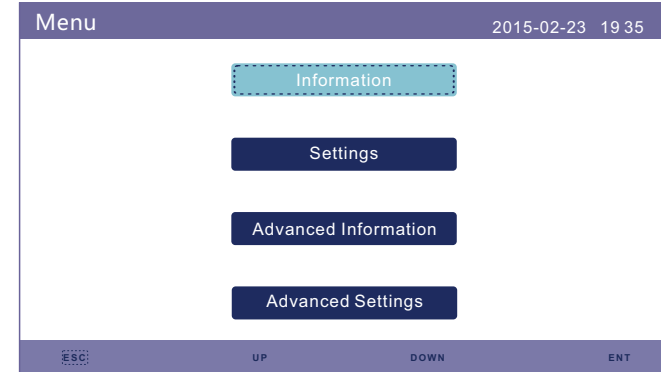 Menu 2015-02-23 19 35
Information
Settings
Advanced Information
Advanced Settings
ESC UP DOWN ENT